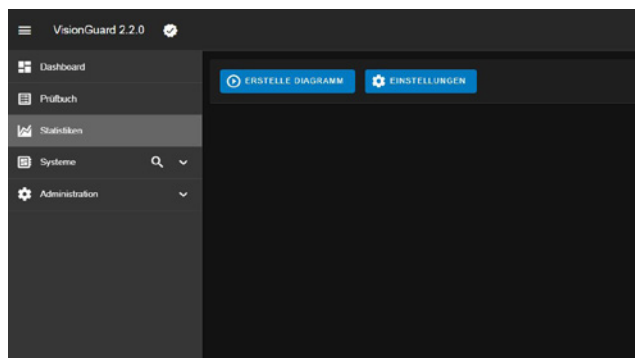 VisionGuard 2.2.0
Dashboard
Prüfbuch
Statistiken
Systeme
Administration
ERSTELLE DIAGRAMM
EINSTELLUNGEN